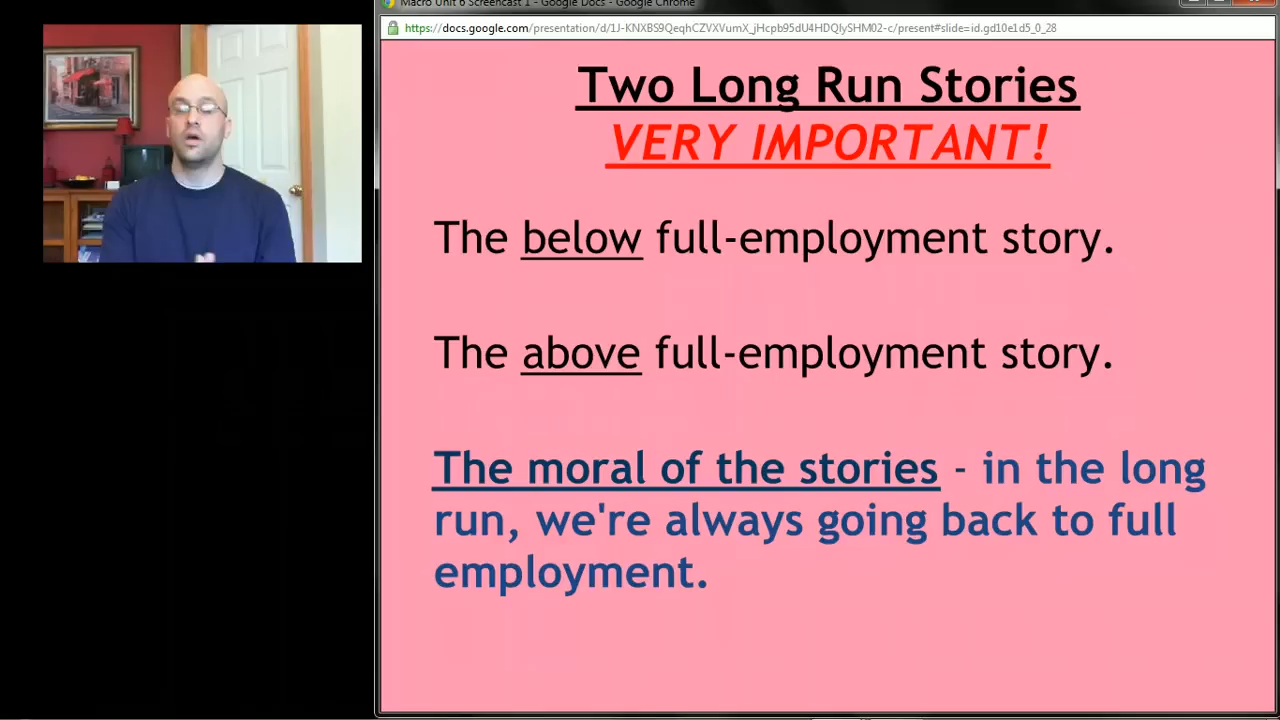 Macro Unit 6 Screencast 1 - Google Docs - Google Chrome
https://docs.google.com/presentation/d/1J-KNXBS9QeqhCZVXVumX_jHcpb95dU4HDQlySHM02-c/present#slide=id.gd10e1d5_0_28
Two Long Run Stories
VERY IMPORTANT!
The below full-employment story.
The above full-employment story.
The moral of the stories - in the long
run, we're always going back to full
employment.